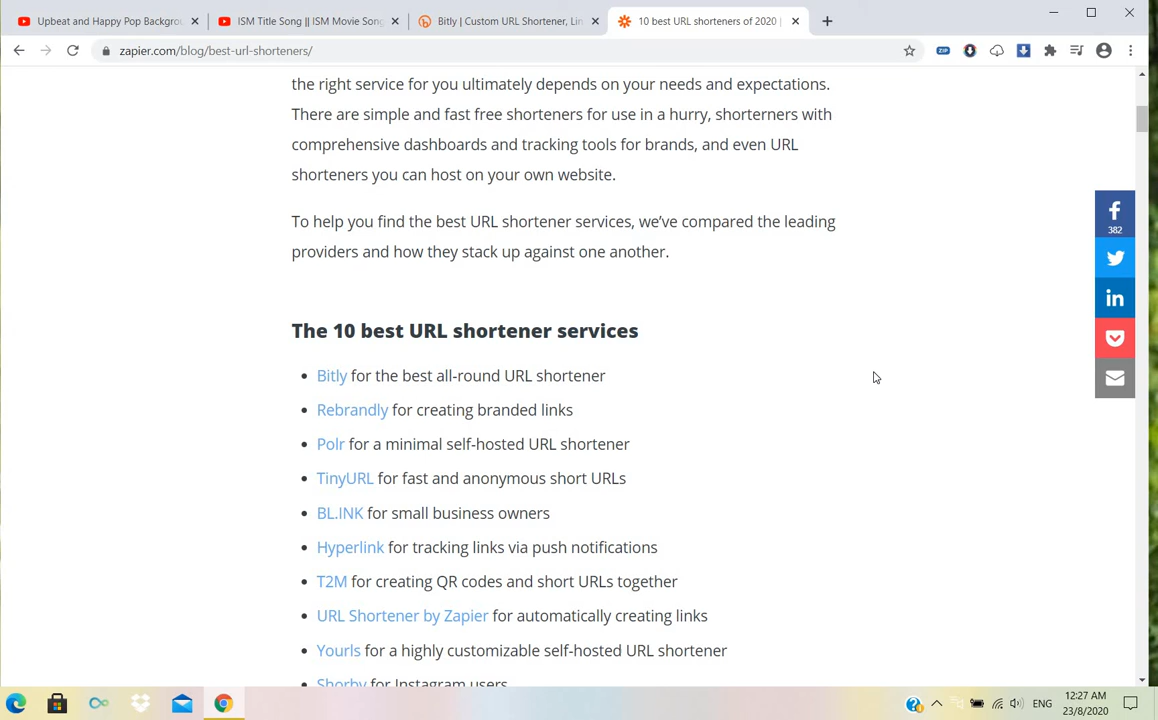 Upbeat and Happy Pop Backgrou
ISM Title Song || ISM Movie Song
Bitly | Custom URL Shortener, Lin
10 best URL shorteners of 2020 |
zapier.com/blog/best-url-shorteners/
ZIP
the right service for you ultimately depends on your needs and expectations.
There are simple and fast free shorteners for use in a hurry, shorterners with
comprehensive dashboards and tracking tools for brands, and even URL
shorteners you can host on your own website.
To help you find the best URL shortener services, we've compared the leading
providers and how they stack up against one another.
382
The 10 best URL shortener services
• Bitly for the best all-round URL shortener
• Rebrandly for creating branded links
• Polr for a minimal self-hosted URL shortener
• TinyURL for fast and anonymous short URLs
• BL.INK for small business owners
• Hyperlink for tracking links via push notifications
• T2M for creating QR codes and short URLs together
• URL Shortener by Zapier for automatically creating links
• Yourls for a highly customizable self-hosted URL shortener
• Shorby for Instagram users
ENG
12:27 AM
23/8/2020